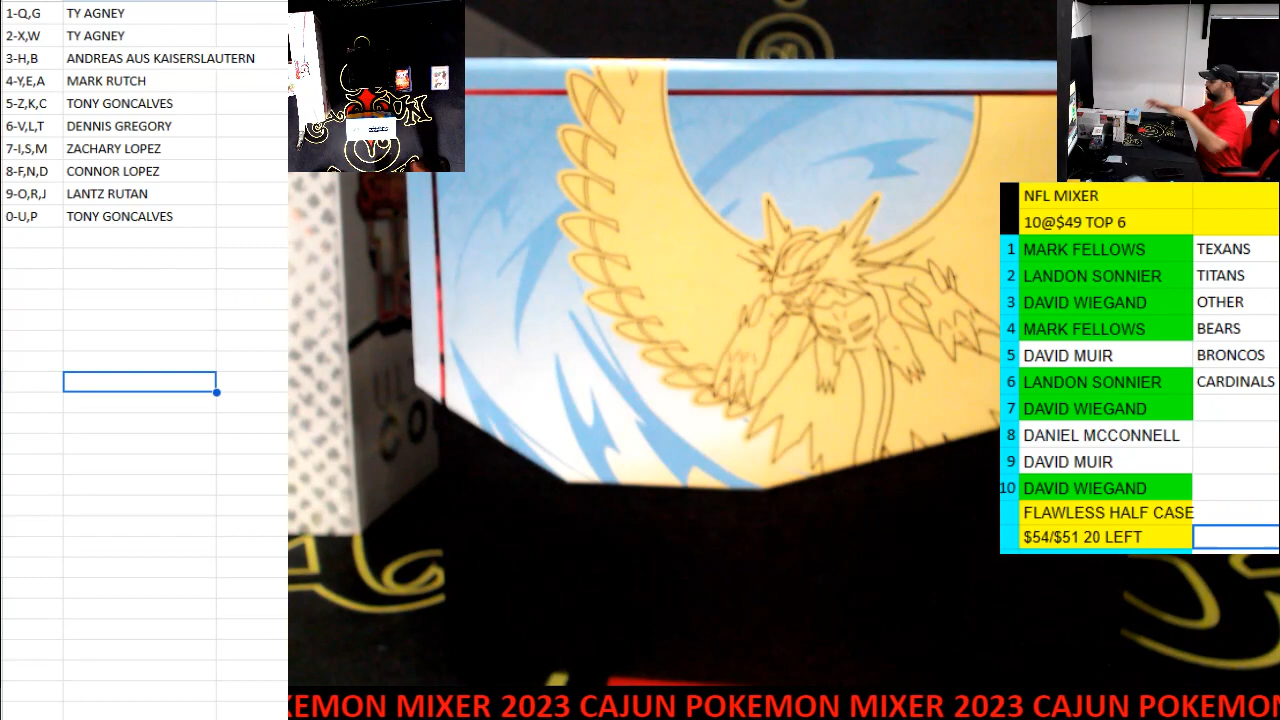 1-Q,G TY AGNEY
2-X,W TY AGNEY
3-H,B ANDREAS AUS KAISERSLAUTERN
4-Y,E,A MARK RUTCH
5-Z,K,C TONY GONCALVES
6-V,L,T DENNIS GREGORY
7-I,S,M ZACHARY LOPEZ
8-F,N,D CONNOR LOPEZ
9-O,R,J LANTZ RUTAN
0-U,P TONY GONCALVES
NFL MIXER
10@$49 TOP 6
1 MARK FELLOWS TEXANS
2 LANDON SONNIER TITANS
3 DAVID WIEGAND OTHER
4 MARK FELLOWS BEARS
5 DAVID MUIR BRONCOS
6 LANDON SONNIER CARDINALS
7 DAVID WIEGAND
8 DANIEL MCCONNELL
9 DAVID MUIR
10 DAVID WIEGAND
FLAWLESS HALF CASE
$54/$51 20 LEFT
KEMON MIXER 2023 CAJUN POKEMON MIXER 2023 CAJUN POKEMO